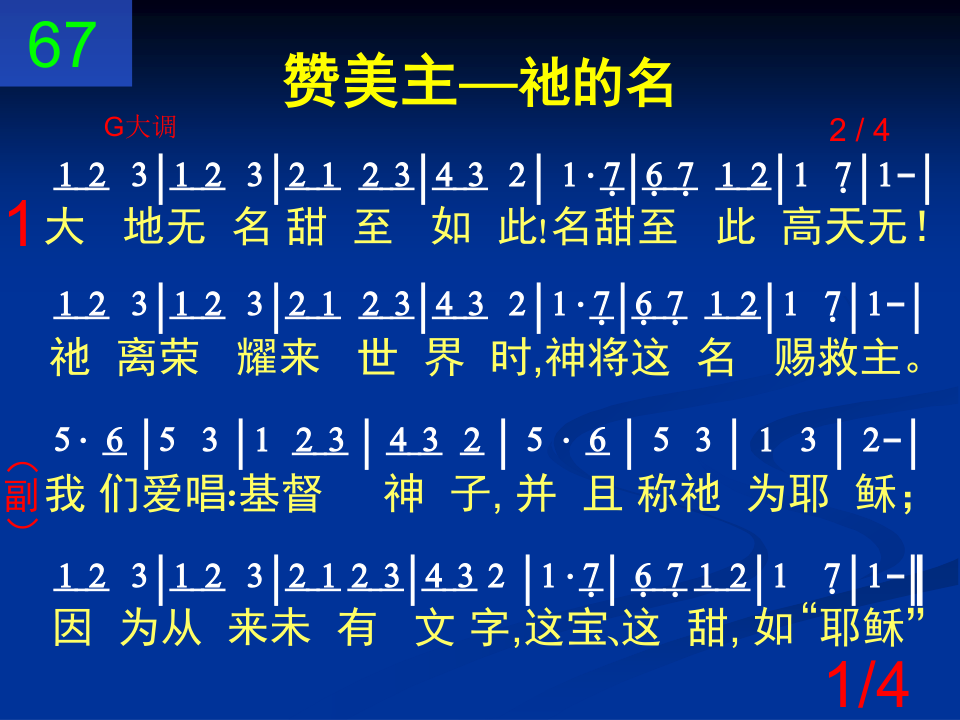 67
赞美主—祂的名
G大调
2 / 4
1 2 3|1 2 3|2 1 2 3|4 3 2| 1·7|6 7 1 2|1 7|1-|
1 大 地无 名 甜 至 如 此!名甜至 此 高天无!
1 2 3|1 2 3|2 1 2 3|4 3 2|1·7|6 7 1 2|1 7|1-|
祂 离荣 耀来 世 界 时,神将这 名 赐救主。
5· 6|5 3|1 2 3|4 3 2|5 · 6|5 3|1 3|2-|
(副) 我 们爱唱:基督 神 子, 并 且 称祂 为耶 稣;
1 2 3|1 2 3|2 1 2 3|4 3 2|1·7|6 7 1 2|1 7|1-‖
因 为从 来未 有 文 字,这宝、这 甜, 如“耶稣”
1/4